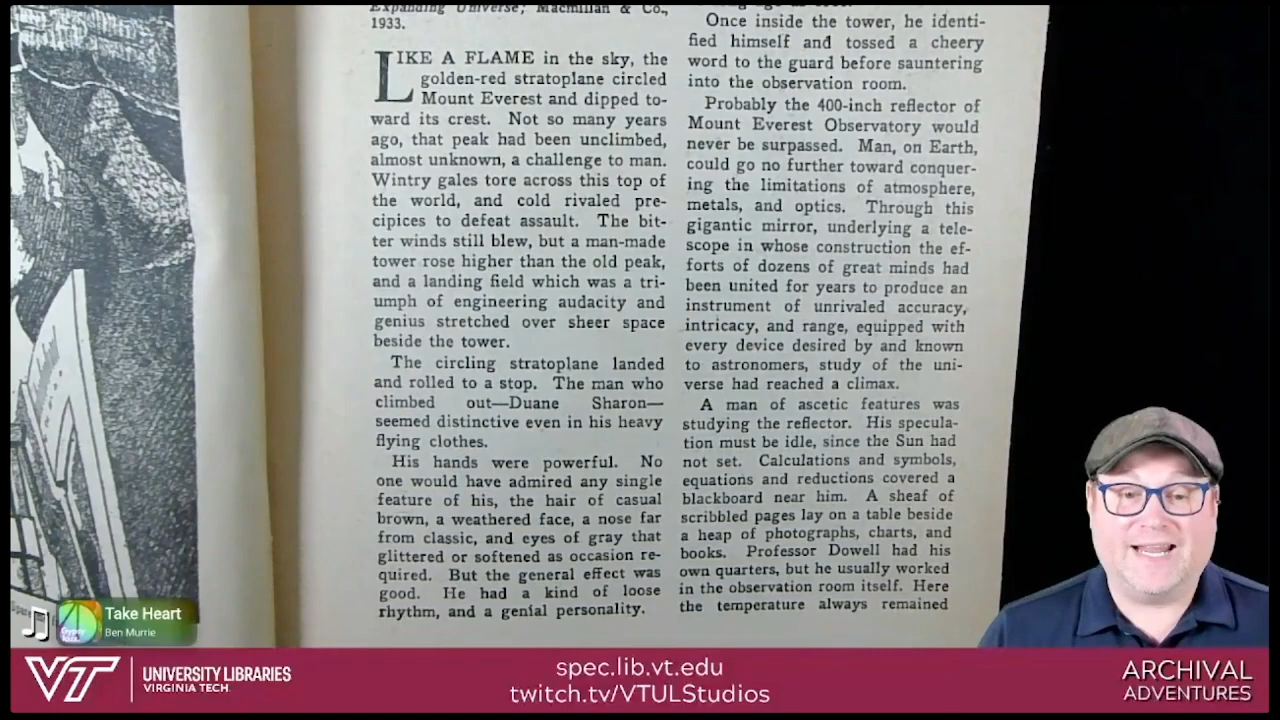 Expanding Universe; Macmillan & Co.,
1933.
LIKE A FLAME in the sky, the
golden-red stratoplane circled
Mount Everest and dipped to-
ward its crest. Not so many years
ago, that peak had been unclimbed,
almost unknown, a challenge to man.
Wintry gales tore across this top of
the world, and cold rivaled pre-
cipices to defeat assault. The bit-
ter winds still blew, but a man-made
tower rose higher than the old peak,
and a landing field which was a tri-
umph of engineering audacity and
genius stretched over sheer space
beside the tower.
The circling stratoplane landed
and rolled to a stop. The man who
climbed out—Duane Sharon—
seemed distinctive even in his heavy
flying clothes.
His hands were powerful. No
one would have admired any single
feature of his, the hair of casual
brown, a weathered face, a nose far
from classic, and eyes of gray that
glittered or softened as occasion re-
quired. But the general effect was
good. He had a kind of loose
rhythm, and a genial personality.
Once inside the tower, he identi-
fied himself and tossed a cheery
word to the guard before sauntering
into the observation room.
Probably the 400-inch reflector of
Mount Everest Observatory would
never be surpassed. Man, on Earth,
could go no further toward conquer-
ing the limitations of atmosphere,
metals, and optics. Through this
gigantic mirror, underlying a tele-
scope in whose construction the ef-
forts of dozens of great minds had
been united for years to produce an
instrument of unrivaled accuracy,
intricacy, and range, equipped with
every device desired by and known
to astronomers, study of the uni-
verse had reached a climax.
A man of ascetic features was
studying the reflector. His specula-
tion must be idle, since the Sun had
not set. Calculations and symbols,
equations and reductions covered a
blackboard near him. A sheaf of
scribbled pages lay on a table beside
a heap of photographs, charts, and
books. Professor Dowell had his
own quarters, but he usually worked
in the observation room itself. Here
the temperature always remained
Take Heart
Ben Murrie
VT
UNIVERSITY LIBRARIES
VIRGINIA TECH
spec.lib.vt.edu
twitch.tv/VTULStudios
ARCHIVAL
ADVENTURES